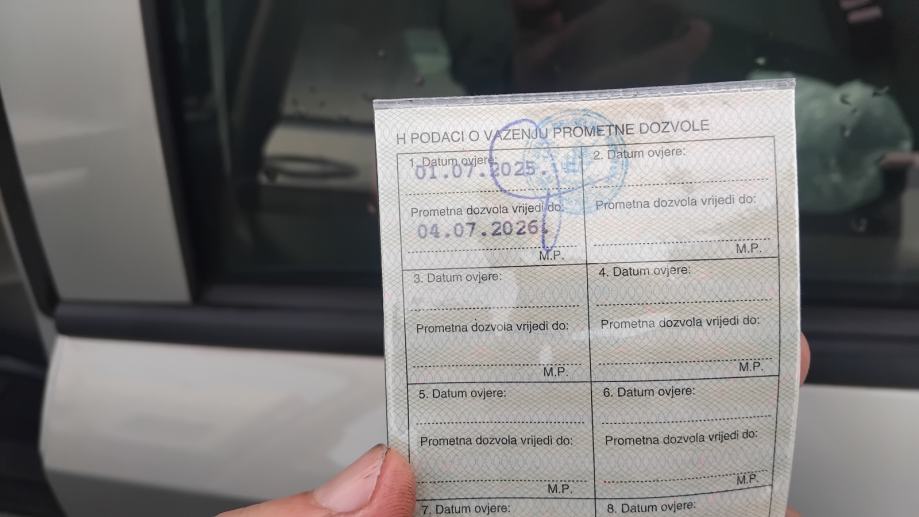 H PODACI O VAŽENJU PROMETNE DOZVOLE
1. Datum ovjere:
01.07.2025.
2. Datum ovjere:
Prometna dozvola vrijedi do:
04.07.2026.
M.P.
Prometna dozvola vrijedi do:
M.P.
3. Datum ovjere:
4. Datum ovjere:
Prometna dozvola vrijedi do:
M.P.
Prometna dozvola vrijedi do:
M.P.
5. Datum ovjere:
6. Datum ovjere:
Prometna dozvola vrijedi do:
M.P.
Prometna dozvola vrijedi do:
M.P.
7. Datum ovjere:
8. Datum ovjere: